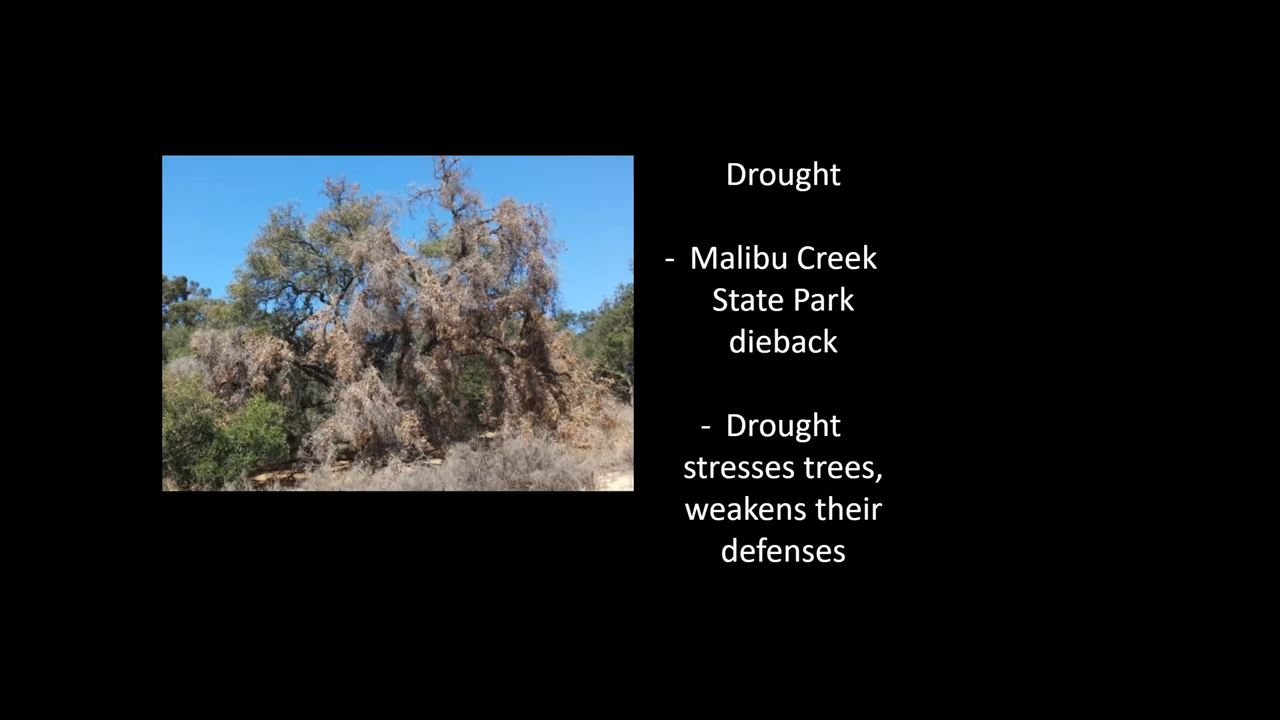 Drought
- Malibu Creek
State Park
dieback
- Drought
stresses trees,
weakens their
defenses